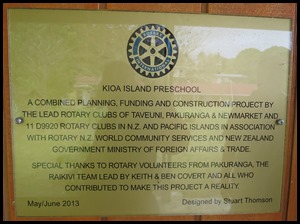 ROTARY
INTERNATIONAL
KIOA ISLAND PRESCHOOL
A COMBINED PLANNING, FUNDING AND CONSTRUCTION PROJECT BY
THE LEAD ROTARY CLUBS OF TAVEUNI, PAKURANGA & NEWMARKET AND
11 D9920 ROTARY CLUBS IN N.Z. AND PACIFIC ISLANDS IN ASSOCIATION
WITH ROTARY N.Z. WORLD COMMUNITY SERVICES AND NEW ZEALAND
GOVERNMENT MINISTRY OF FOREIGN AFFAIRS & TRADE.
SPECIAL THANKS TO ROTARY VOLUNTEERS FROM PAKURANGA, THE
RAIKIVI TEAM LEAD BY KEITH & BEN COVERT AND ALL WHO
CONTRIBUTED TO MAKE THIS PROJECT A REALITY.
May/June 2013 Designed by Stuart Thomson